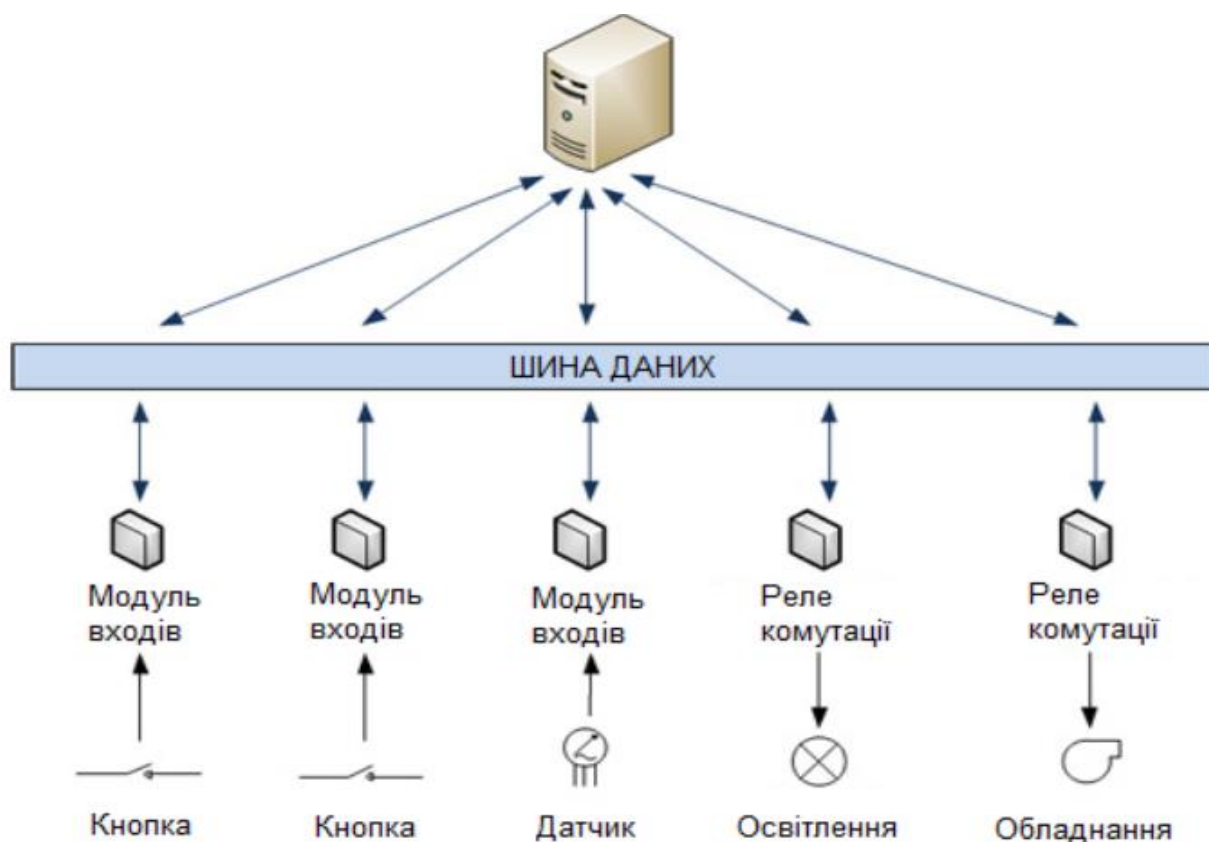 ШИНА ДАНИХ
Модуль
входів
Модуль
входів
Модуль
входів
Реле
комутації
Реле
комутації
Кнопка
Кнопка
Датчик
Освітлення
Обладнання